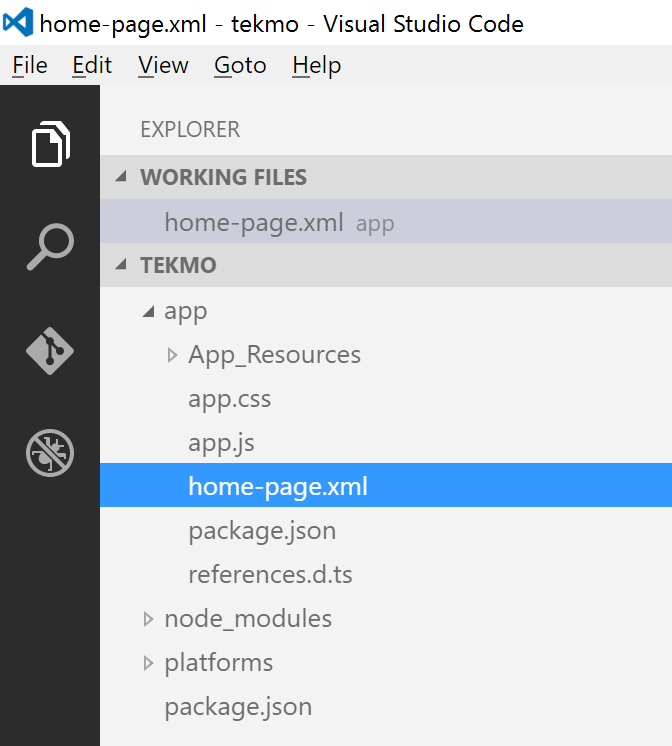 home-page.xml - tekmo - Visual Studio Code
File Edit View Goto Help
EXPLORER
WORKING FILES
home-page.xml app
TEKMO
app
App_Resources
app.css
app.js
home-page.xml
package.json
references.d.ts
node_modules
platforms
package.json